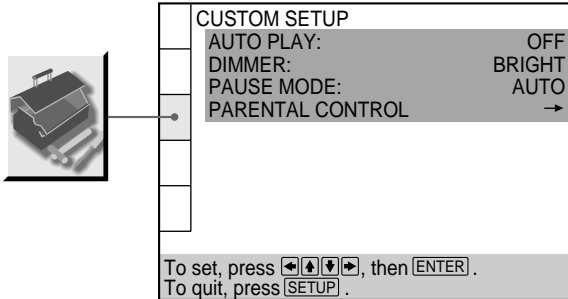 CUSTOM SETUP
AUTO PLAY: OFF
DIMMER: BRIGHT
PAUSE MODE: AUTO
PARENTAL CONTROL →
To set, press ←↑↓→, then ENTER.
To quit, press SETUP.